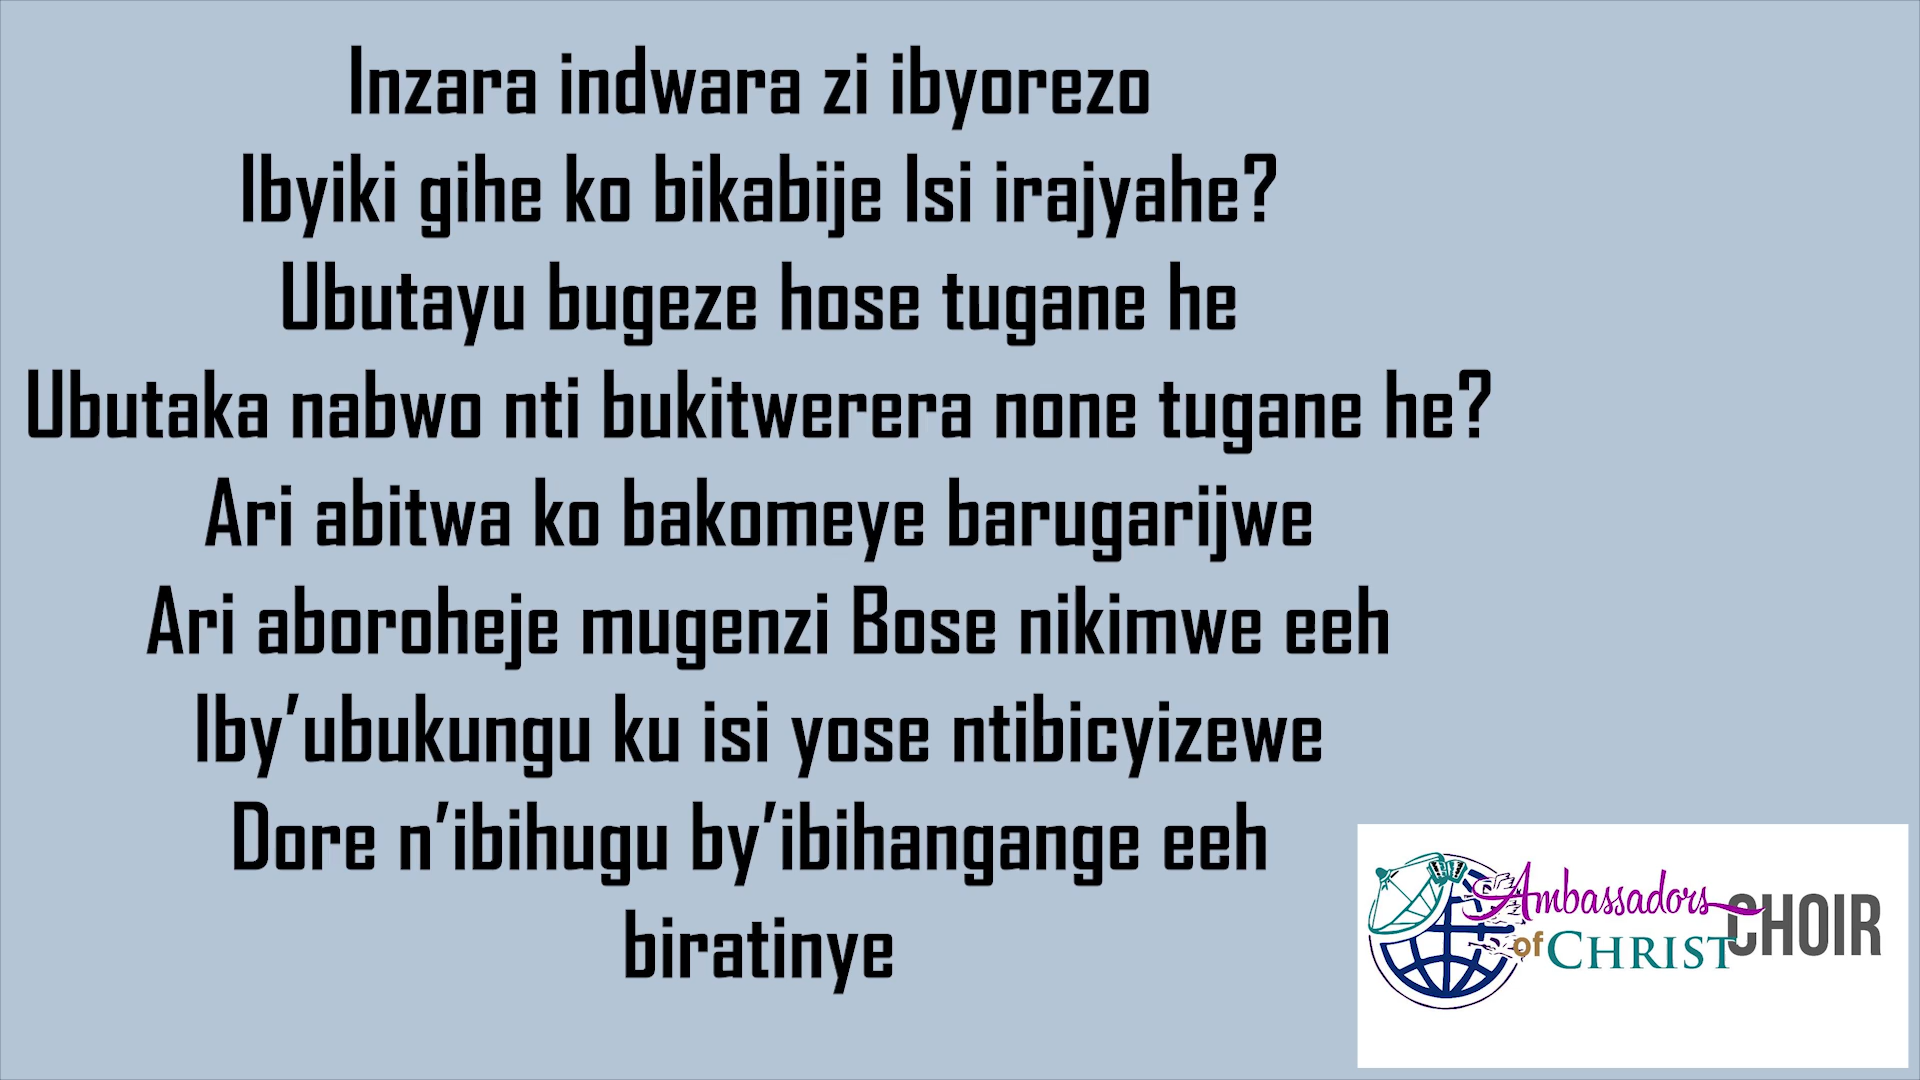 Inzara indwara zi ibyorezo
Ibyiki gihe ko bikabije Isi irajyahe?
Ubutayu bugeze hose tugane he
Ubutaka nabwo nti bukitwerera none tugane he?
Ari abitwa ko bakomeye barugarijwe
Ari aboroheje mugenzi Bose nikimwe eeh
Iby’ubukungu ku isi yose ntibicyizewe
Dore n’ibihugu by’ibihangange eeh
biratinye
Ambassadors
of CHRIST CHOIR